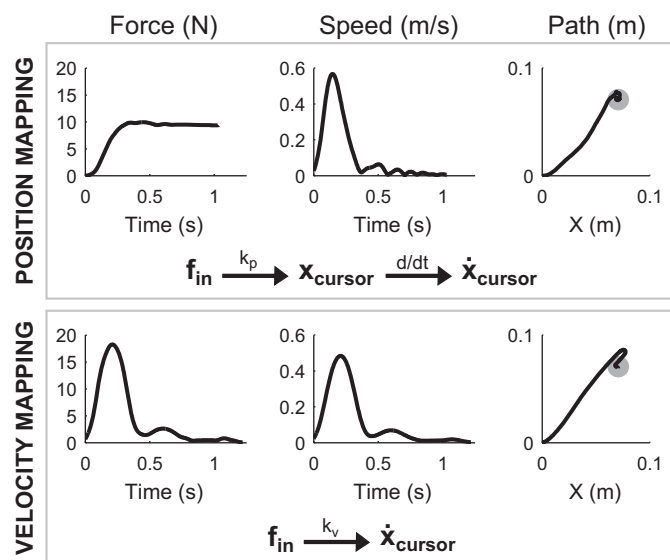 Force (N) Speed (m/s) Path (m)
POSITION MAPPING
20
15
10
5
0
0 0.5 1
Time (s)
0.6
0.4
0.2
0
0 0.5 1
Time (s)
0.1
0
0 0.1
X (m)
f_in k_p x_cursor d/dt ẋ_cursor
VELOCITY MAPPING
20
15
10
5
0
0 0.5 1
Time (s)
0.6
0.4
0.2
0
0 0.5 1
Time (s)
0.1
0
0 0.1
X (m)
f_in k_v ẋ_cursor